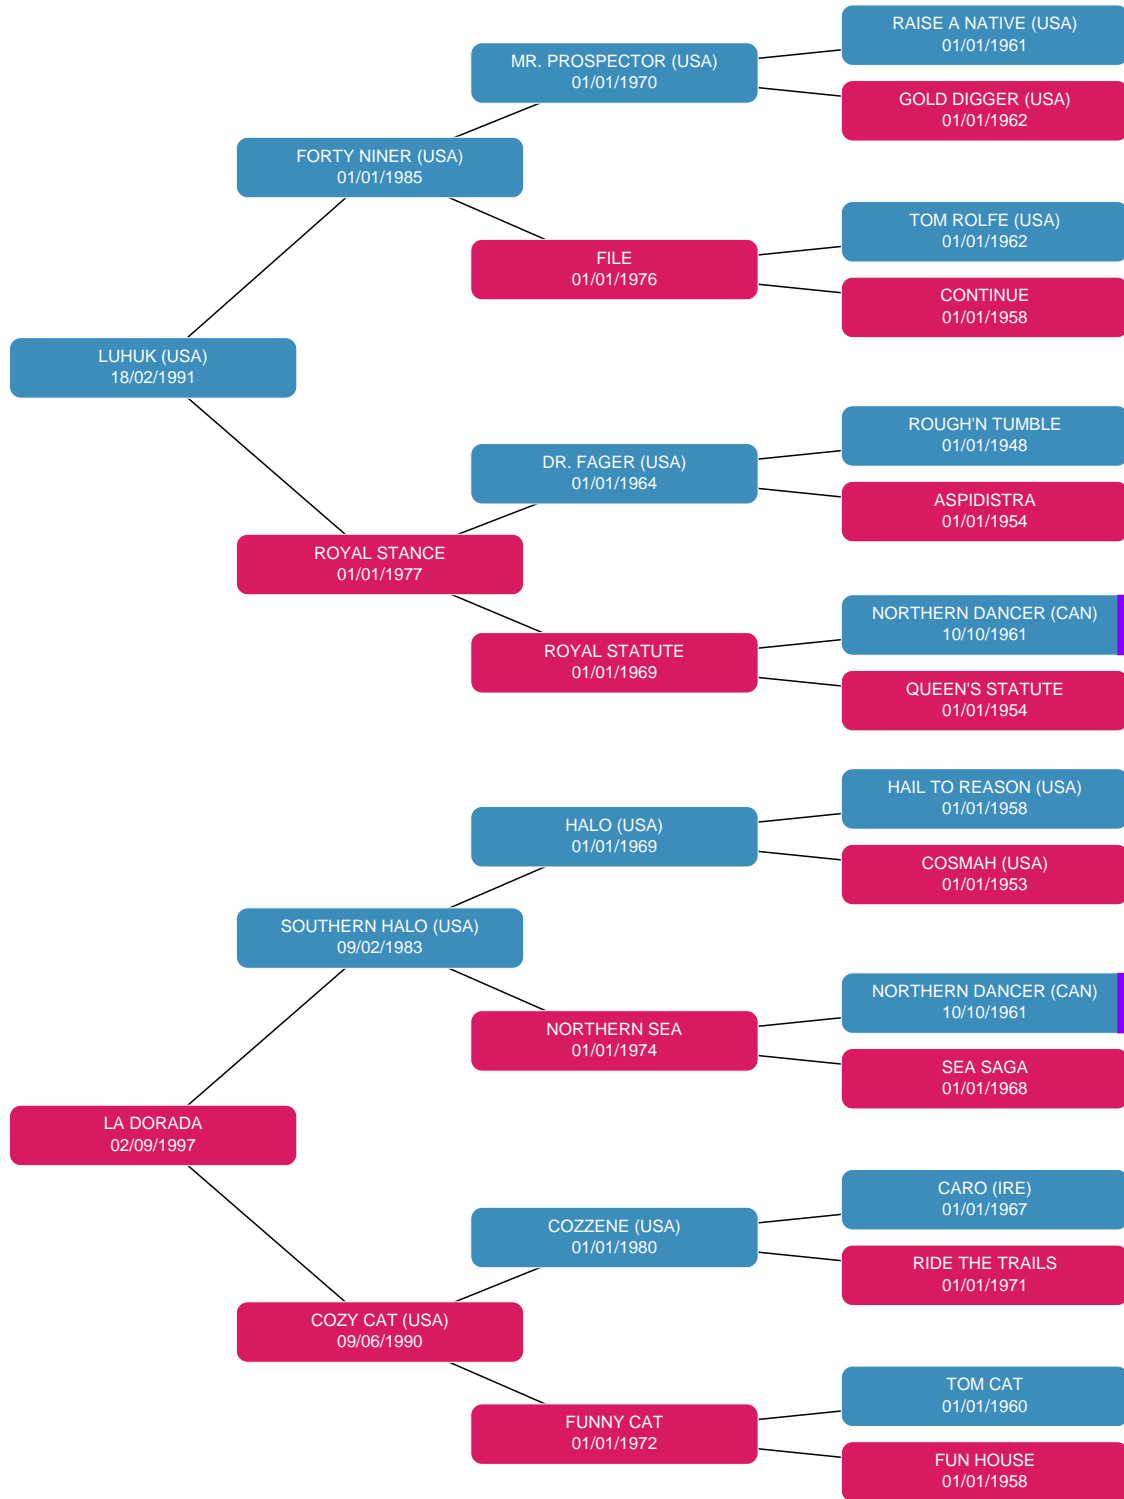 RAISE A NATIVE (USA)
01/01/1961
MR. PROSPECTOR (USA)
01/01/1970
GOLD DIGGER (USA)
01/01/1962
FORTY NINER (USA)
01/01/1985
TOM ROLFE (USA)
01/01/1962
FILE
01/01/1976
CONTINUE
01/01/1958
LUHUK (USA)
18/02/1991
ROUGH'N TUMBLE
01/01/1948
DR. FAGER (USA)
01/01/1964
ASPIDISTRA
01/01/1954
ROYAL STANCE
01/01/1977
NORTHERN DANCER (CAN)
10/10/1961
ROYAL STATUTE
01/01/1969
QUEEN'S STATUTE
01/01/1954
HAIL TO REASON (USA)
01/01/1958
HALO (USA)
01/01/1969
COSMAH (USA)
01/01/1953
SOUTHERN HALO (USA)
09/02/1983
NORTHERN DANCER (CAN)
10/10/1961
NORTHERN SEA
01/01/1974
SEA SAGA
01/01/1968
LA DORADA
02/09/1997
CARO (IRE)
01/01/1967
COZZENE (USA)
01/01/1980
RIDE THE TRAILS
01/01/1971
COZY CAT (USA)
09/06/1990
TOM CAT
01/01/1960
FUNNY CAT
01/01/1972
FUN HOUSE
01/01/1958